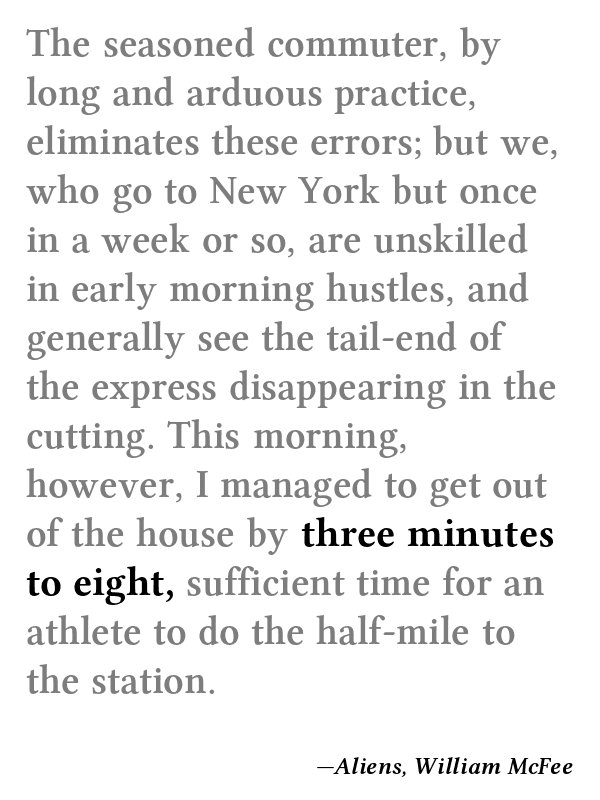 The seasoned commuter, by
long and arduous practice,
eliminates these errors; but we,
who go to New York but once
in a week or so, are unskilled
in early morning hustles, and
generally see the tail-end of
the express disappearing in the
cutting. This morning,
however, I managed to get out
of the house by three minutes
to eight, sufficient time for an
athlete to do the half-mile to
the station.
—Aliens, William McFee